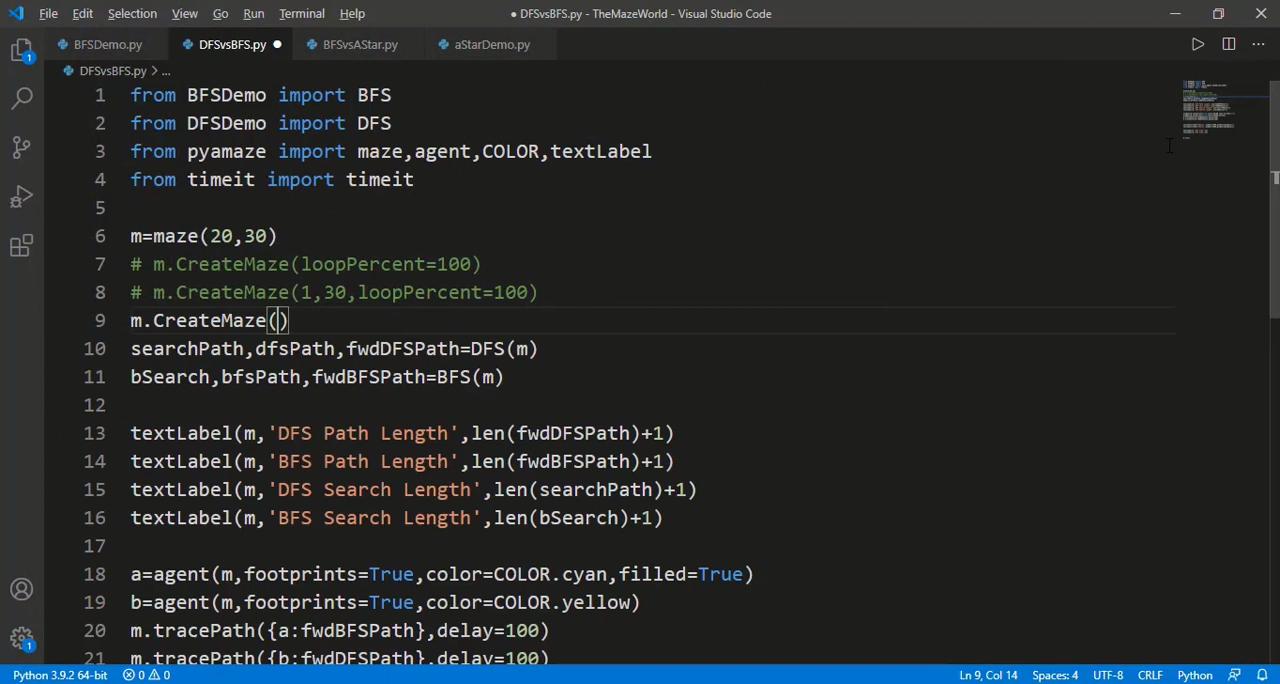 File Edit Selection View Go Run Terminal Help ● DFSvsBFS.py - TheMazeWorld - Visual Studio Code
BFSDemo.py DFSvsBFS.py ● BFSvsAStar.py aStarDemo.py
DFSvsBFS.py > ...
1 from BFSDemo import BFS
2 from DFSDemo import DFS
3 from pyamaze import maze,agent,COLOR,textLabel
4 from timeit import timeit
5
6 m=maze(20,30)
7 # m.CreateMaze(loopPercent=100)
8 # m.CreateMaze(1,30,loopPercent=100)
9 m.CreateMaze()
10 searchPath,dfsPath,fwdDFSPath=DFS(m)
11 bSearch,bfsPath,fwdBFSPath=BFS(m)
12
13 textLabel(m,'DFS Path Length',len(fwdDFSPath)+1)
14 textLabel(m,'BFS Path Length',len(fwdBFSPath)+1)
15 textLabel(m,'DFS Search Length',len(searchPath)+1)
16 textLabel(m,'BFS Search Length',len(bSearch)+1)
17
18 a=agent(m,footprints=True,color=COLOR.cyan,filled=True)
19 b=agent(m,footprints=True,color=COLOR.yellow)
20 m.tracePath({a:fwdBFSPath},delay=100)
21 m.tracePath({b:fwdDFSPath},delay=100)
Python 3.9.2 64-bit 0 0 Ln 9, Col 14 Spaces: 4 UTF-8 CRLF Python